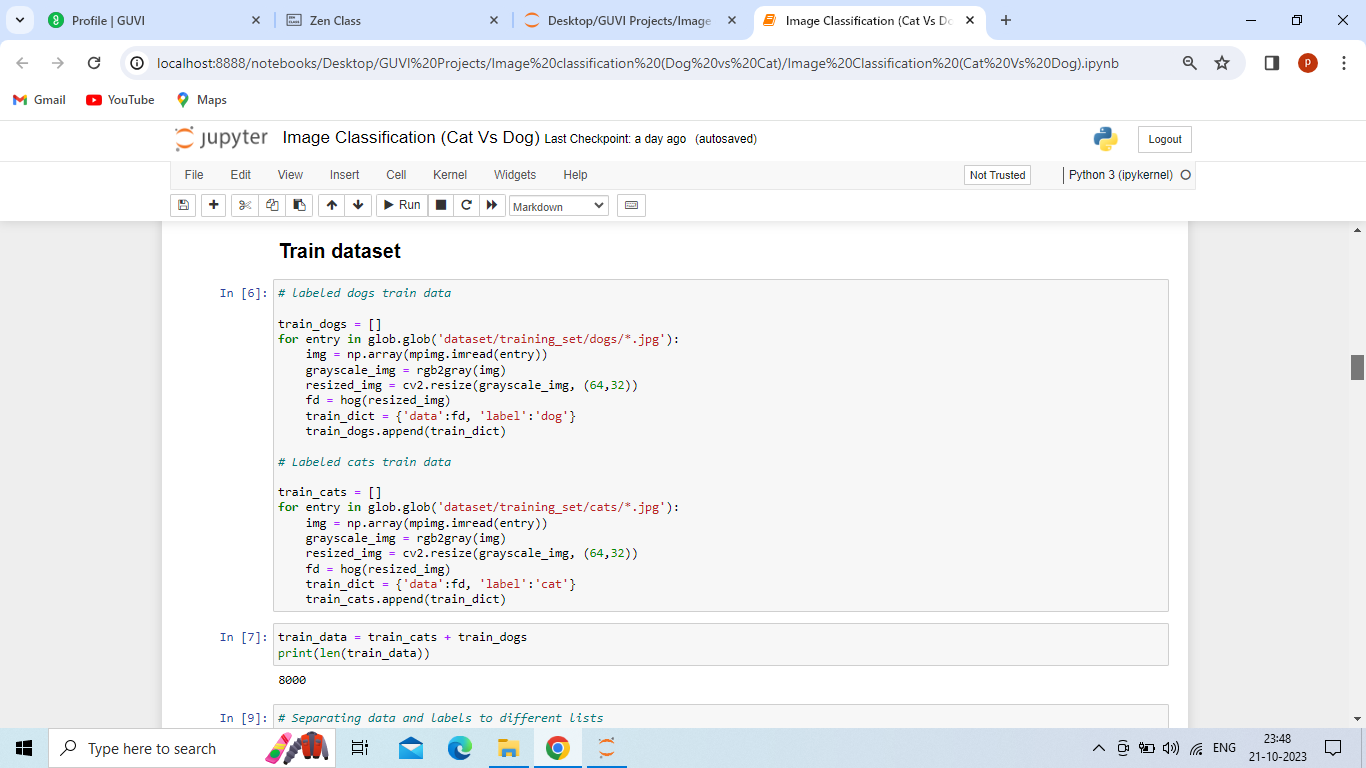 Profile | GUVI
Zen Class
Desktop/GUVI Projects/Image
Image Classification (Cat Vs Do
localhost:8888/notebooks/Desktop/GUVI%20Projects/Image%20classification%20(Dog%20vs%20Cat)/Image%20Classification%20(Cat%20Vs%20Dog).ipynb
p
Gmail YouTube Maps
jupyter Image Classification (Cat Vs Dog) Last Checkpoint: a day ago (autosaved)
Logout
File Edit View Insert Cell Kernel Widgets Help
Not Trusted
Python 3 (ipykernel)
Run
Markdown
Train dataset
In [6]:
# labeled dogs train data
train_dogs = []
for entry in glob.glob('dataset/training_set/dogs/*.jpg'):
    img = np.array(mpimg.imread(entry))
    grayscale_img = rgb2gray(img)
    resized_img = cv2.resize(grayscale_img, (64,32))
    fd = hog(resized_img)
    train_dict = {'data':fd, 'label':'dog'}
    train_dogs.append(train_dict)
# Labeled cats train data
train_cats = []
for entry in glob.glob('dataset/training_set/cats/*.jpg'):
    img = np.array(mpimg.imread(entry))
    grayscale_img = rgb2gray(img)
    resized_img = cv2.resize(grayscale_img, (64,32))
    fd = hog(resized_img)
    train_dict = {'data':fd, 'label':'cat'}
    train_cats.append(train_dict)
In [7]:
train_data = train_cats + train_dogs
print(len(train_data))
8000
In [9]:
# Separating data and labels to different lists
Type here to search
ENG
23:48
21-10-2023